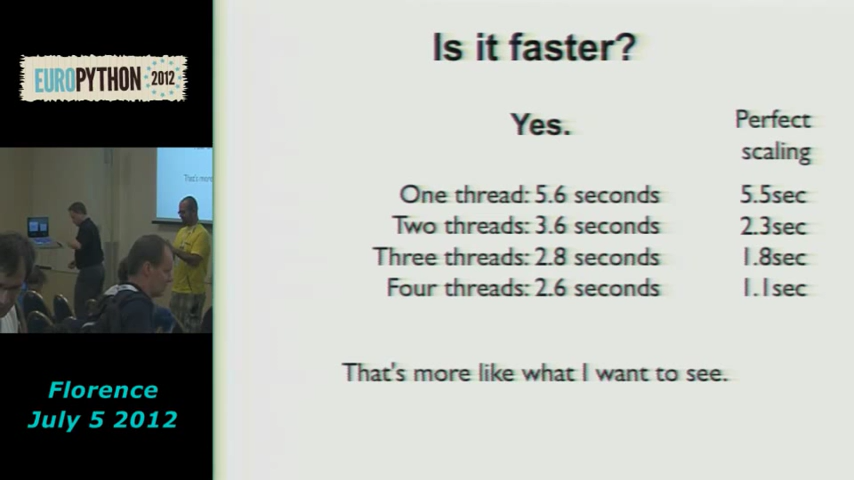 EUROPYTHON 2012
Florence
July 5 2012
That's more
Is it faster?
Yes.
Perfect
scaling
One thread: 5.6 seconds 5.5sec
Two threads: 3.6 seconds 2.3sec
Three threads: 2.8 seconds 1.8sec
Four threads: 2.6 seconds 1.1sec
That's more like what I want to see.